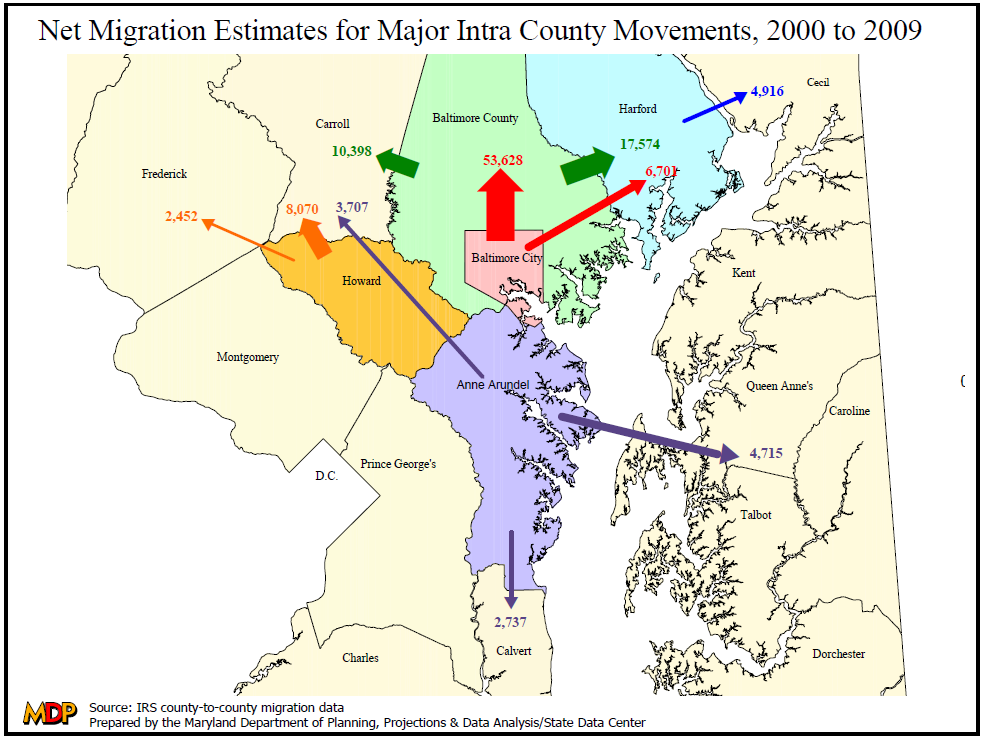 Net Migration Estimates for Major Intra County Movements, 2000 to 2009
Cecil
4,916
Harford
Baltimore County
Carroll
17,574
10,398
53,628
6,701
Frederick
8,070
3,707
2,452
Baltimore City
Kent
Howard
Montgomery
Anne Arundel
Queen Anne's
Caroline
4,715
Prince George's
D.C.
Talbot
2,737
Calvert
Charles
Dorchester
MDP
Source: IRS county-to-county migration data
Prepared by the Maryland Department of Planning, Projections & Data Analysis/State Data Center